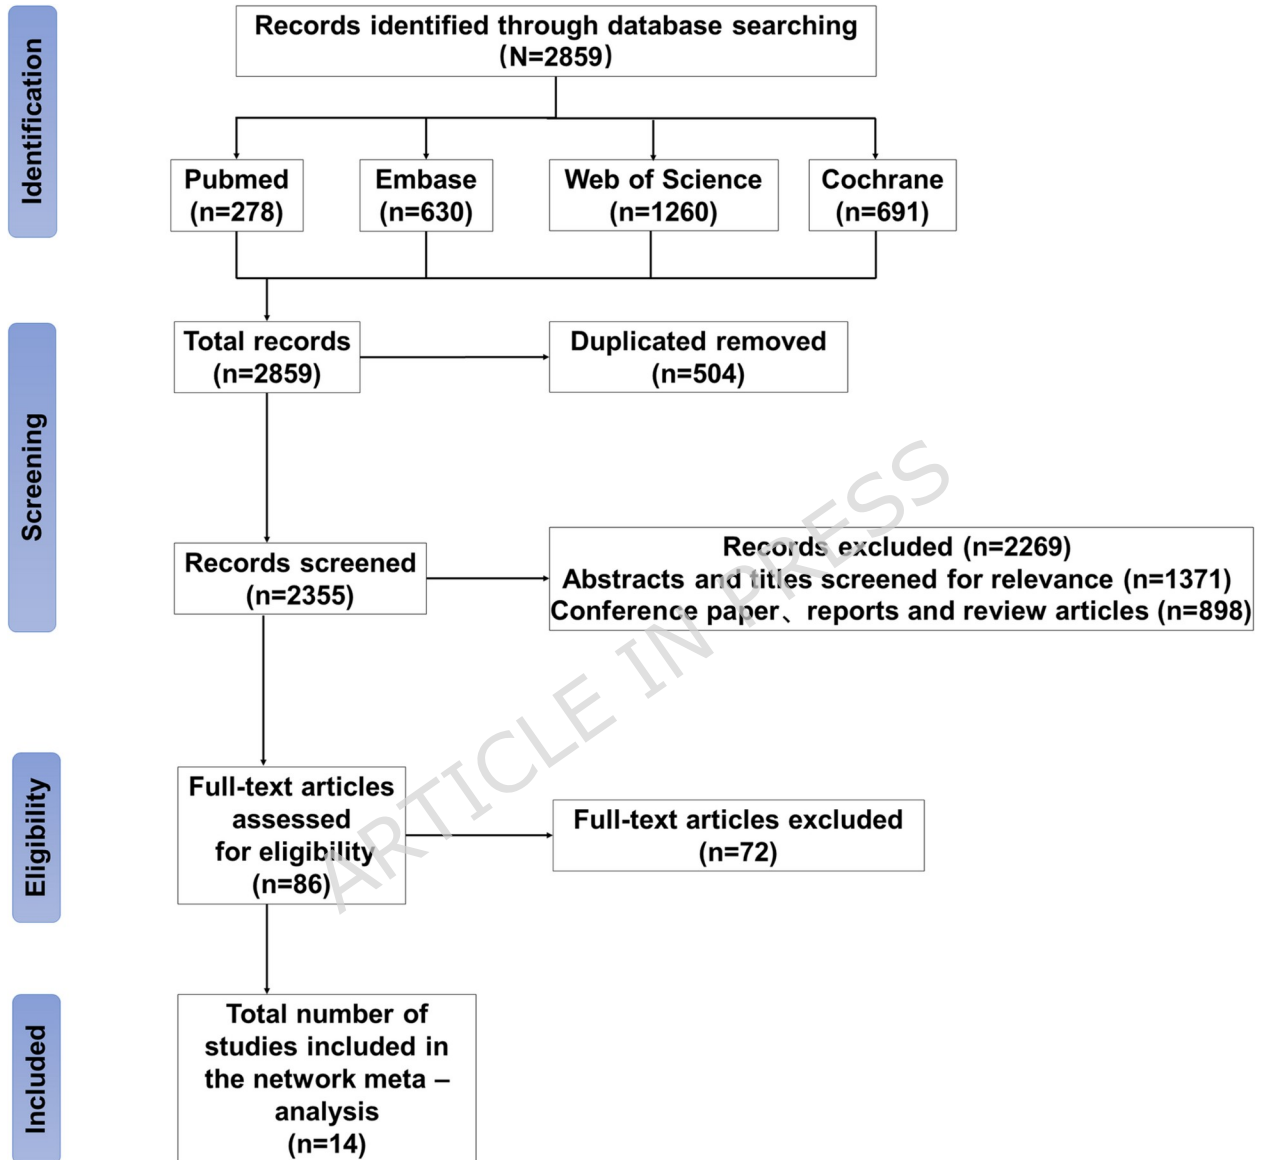 Identification
Records identified through database searching
(N=2859)
Pubmed
(n=278)
Embase
(n=630)
Web of Science
(n=1260)
Cochrane
(n=691)
Screening
Total records
(n=2859)
Duplicated removed
(n=504)
Records screened
(n=2355)
Records excluded (n=2269)
Abstracts and titles screened for relevance (n=1371)
Conference paper、reports and review articles (n=898)
Eligibility
Full-text articles
assessed
for eligibility
(n=86)
Full-text articles excluded
(n=72)
Included
Total number of
studies included in
the network meta –
analysis
(n=14)
ARTICLE IN PRESS